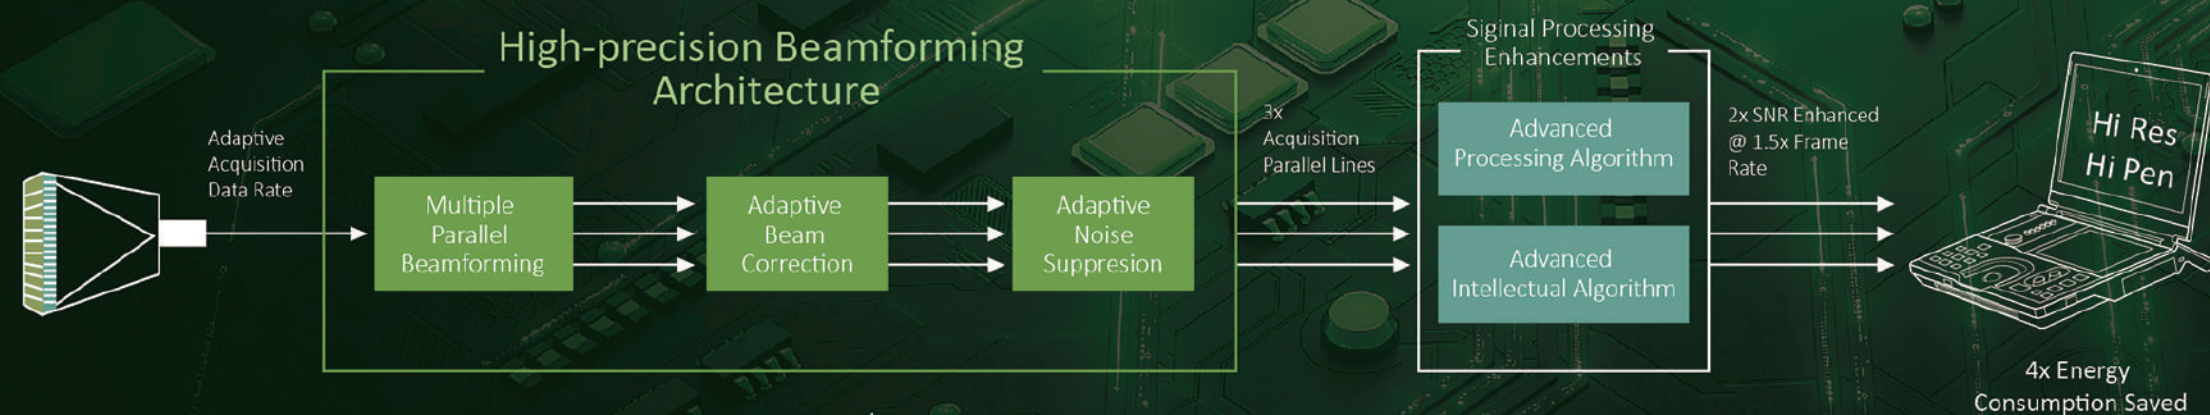 High-precision Beamforming
Architecture
Adaptive
Acquisition
Data Rate
Multiple
Parallel
Beamforming
Adaptive
Beam
Correction
Adaptive
Noise
Suppresion
3x
Acquisition
Parallel Lines
Siginal Processing
Enhancements
Advanced
Processing Algorithm
Advanced
Intellectual Algorithm
2x SNR Enhanced
@ 1.5x Frame
Rate
Hi Res
Hi Pen
4x Energy
Consumption Saved